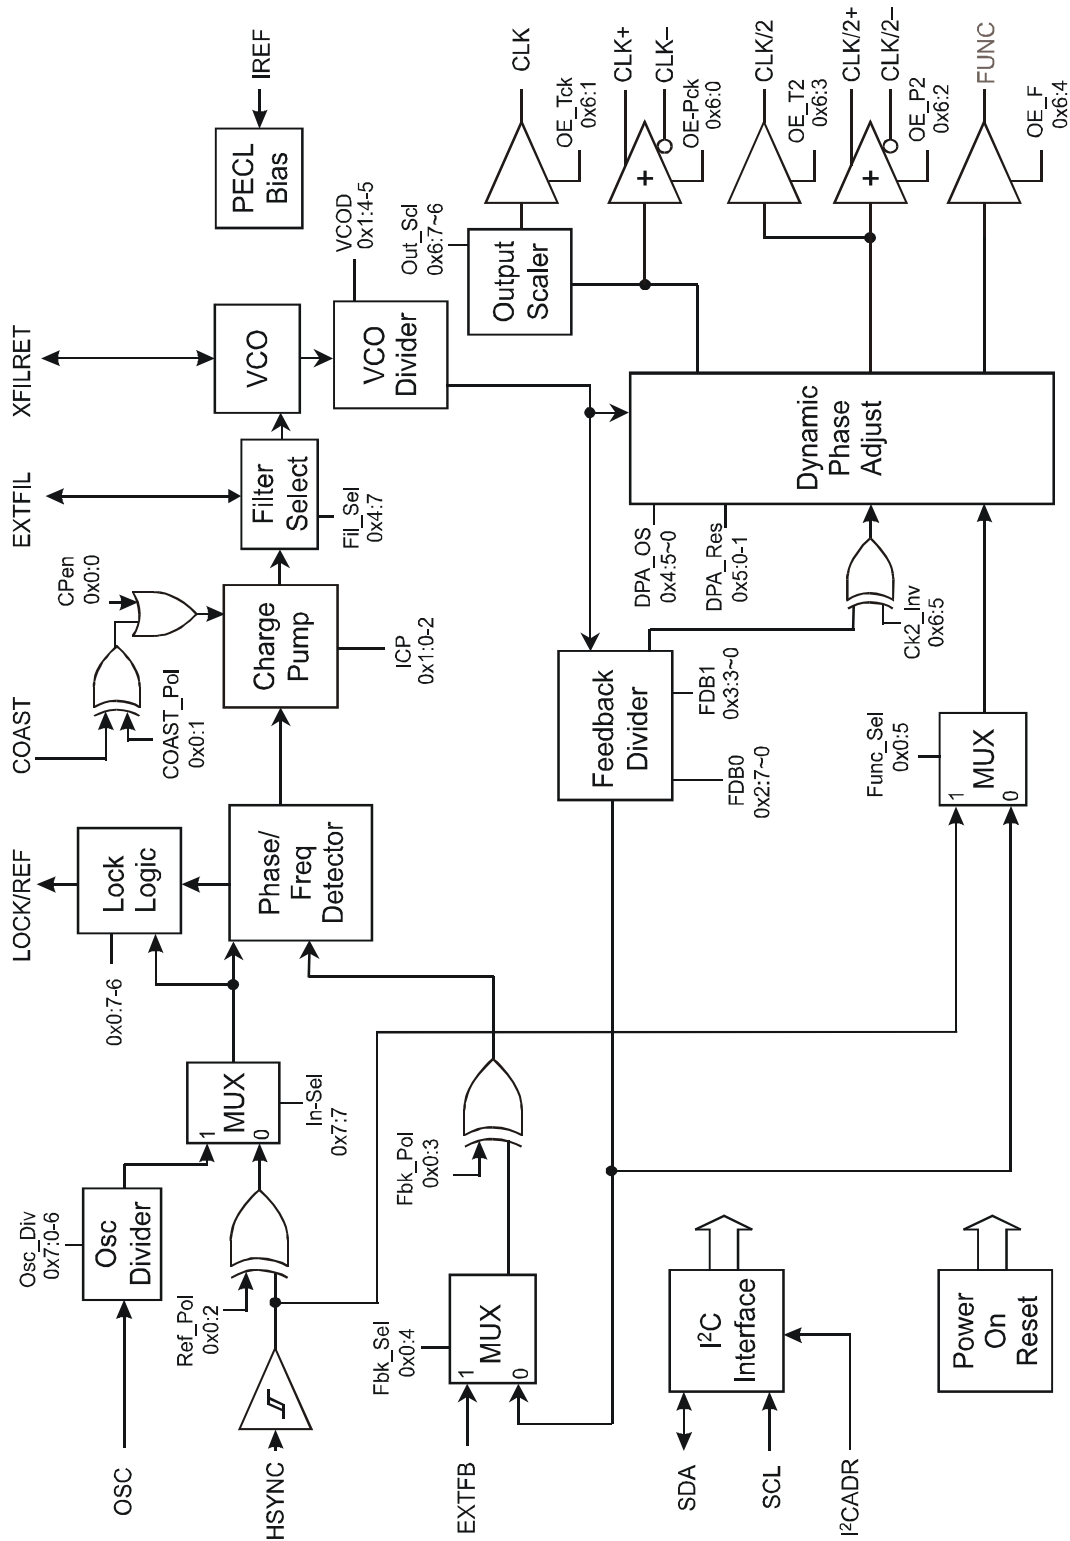 OSC
Osc_Div
0x7:0-6
Osc
Divider
HSYNC
Ref_Pol
0x0:2
MUX
1
0
In-Sel
0x7:7
EXTFB
Fbk_Sel
0x0:4
MUX
1
0
Fbk_Pol
0x0:3
LOCK/REF
0x0:7-6
Lock
Logic
Phase/
Freq
Detector
COAST
COAST_Pol
0x0:1
CPen
0x0:0
Charge
Pump
ICP
0x1:0-2
EXTFIL
Filter
Select
Fil_Sel
0x4:7
XFILRET
VCO
VCO
Divider
VCOD
0x1:4-5
PECL
Bias
IREF
Feedback
Divider
FDB0
0x2:7~0
FDB1
0x3:3~0
DPA_OS
0x4:5~0
DPA_Res
0x5:0-1
Ck2_Inv
0x6:5
Func_Sel
0x0:5
MUX
1
0
Dynamic
Phase
Adjust
Output
Scaler
Out_Scl
0x6:7~6
CLK
OE_Tck
0x6:1
CLK+
CLK–
+
OE-Pck
0x6:0
CLK/2
OE_T2
0x6:3
CLK/2+
CLK/2–
+
OE_P2
0x6:2
FUNC
OE_F
0x6:4
SDA
SCL
I²CADR
I²C
Interface
Power
On
Reset